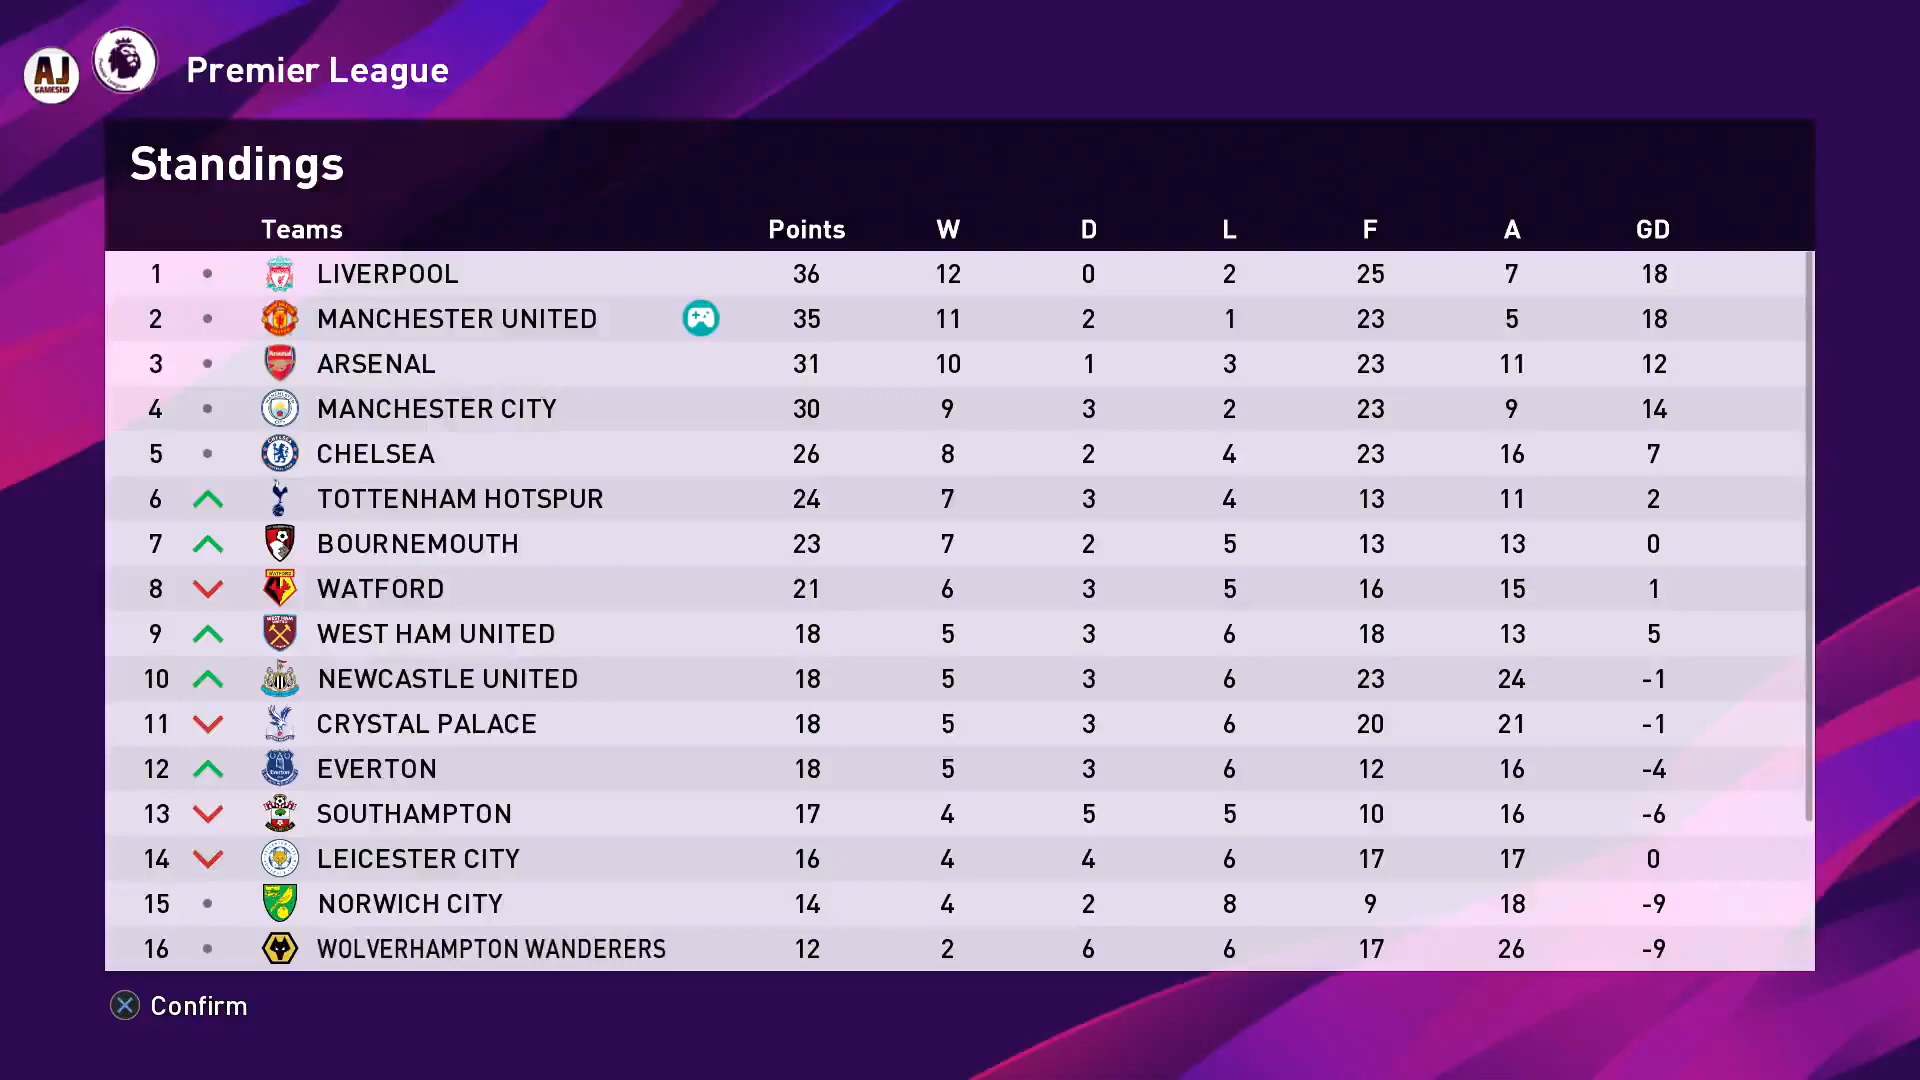 AJ
GAMESHD
Premier League
Standings
Teams Points W D L F A GD
1 LIVERPOOL 36 12 0 2 25 7 18
2 MANCHESTER UNITED 35 11 2 1 23 5 18
3 ARSENAL 31 10 1 3 23 11 12
4 MANCHESTER CITY 30 9 3 2 23 9 14
5 CHELSEA 26 8 2 4 23 16 7
6 TOTTENHAM HOTSPUR 24 7 3 4 13 11 2
7 BOURNEMOUTH 23 7 2 5 13 13 0
8 WATFORD 21 6 3 5 16 15 1
9 WEST HAM UNITED 18 5 3 6 18 13 5
10 NEWCASTLE UNITED 18 5 3 6 23 24 -1
11 CRYSTAL PALACE 18 5 3 6 20 21 -1
12 EVERTON 18 5 3 6 12 16 -4
13 SOUTHAMPTON 17 4 5 5 10 16 -6
14 LEICESTER CITY 16 4 4 6 17 17 0
15 NORWICH CITY 14 4 2 8 9 18 -9
16 WOLVERHAMPTON WANDERERS 12 2 6 6 17 26 -9
Confirm